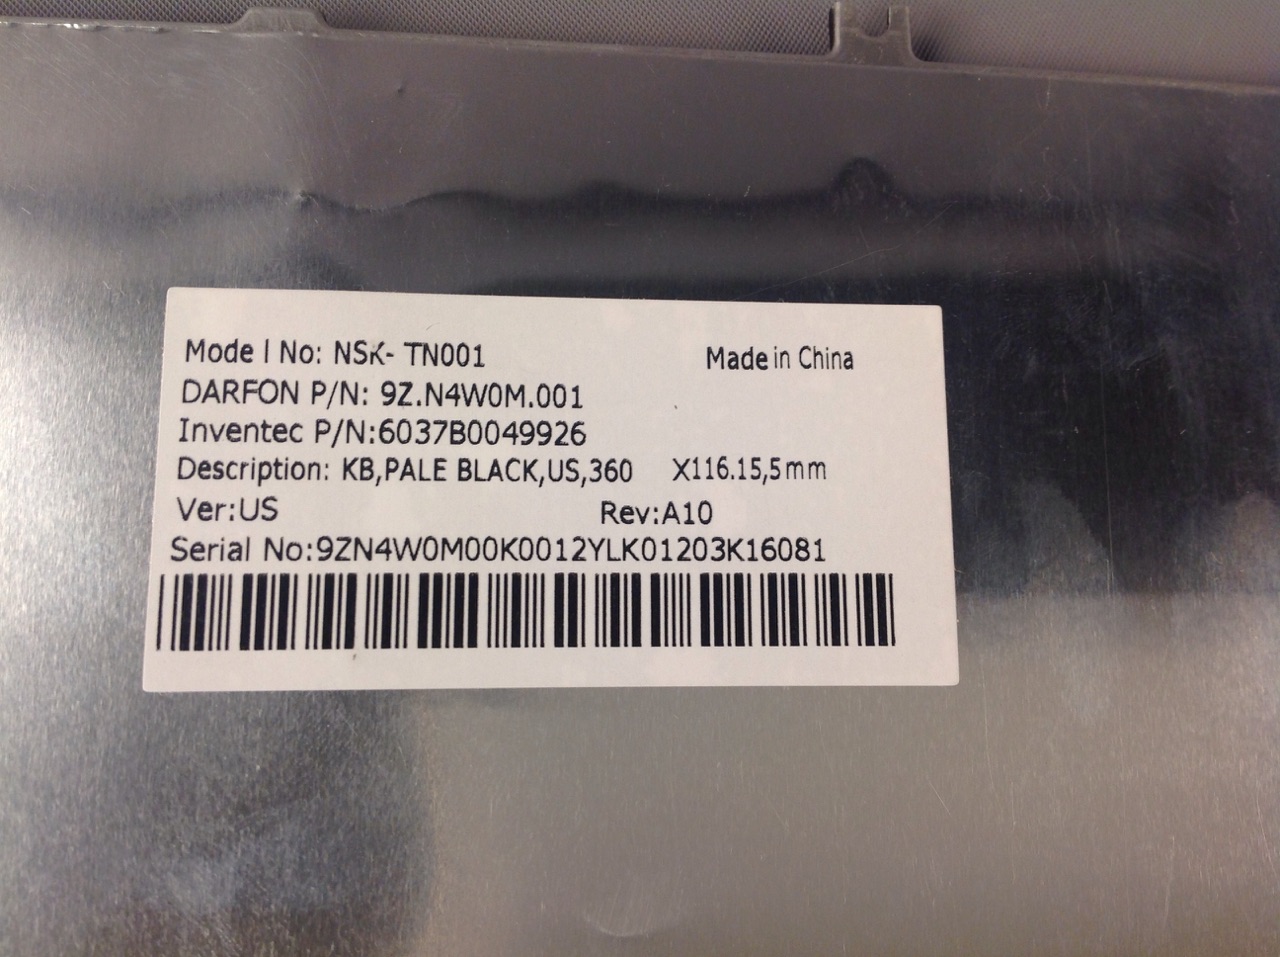 Model No: NSK- TN001 Made in China
DARFON P/N: 9Z.N4W0M.001
Inventec P/N:6037B0049926
Description: KB,PALE BLACK,US,360 X116.15,5mm
Ver:US Rev:A10
Serial No:9ZN4W0M00K0012YLK01203K16081